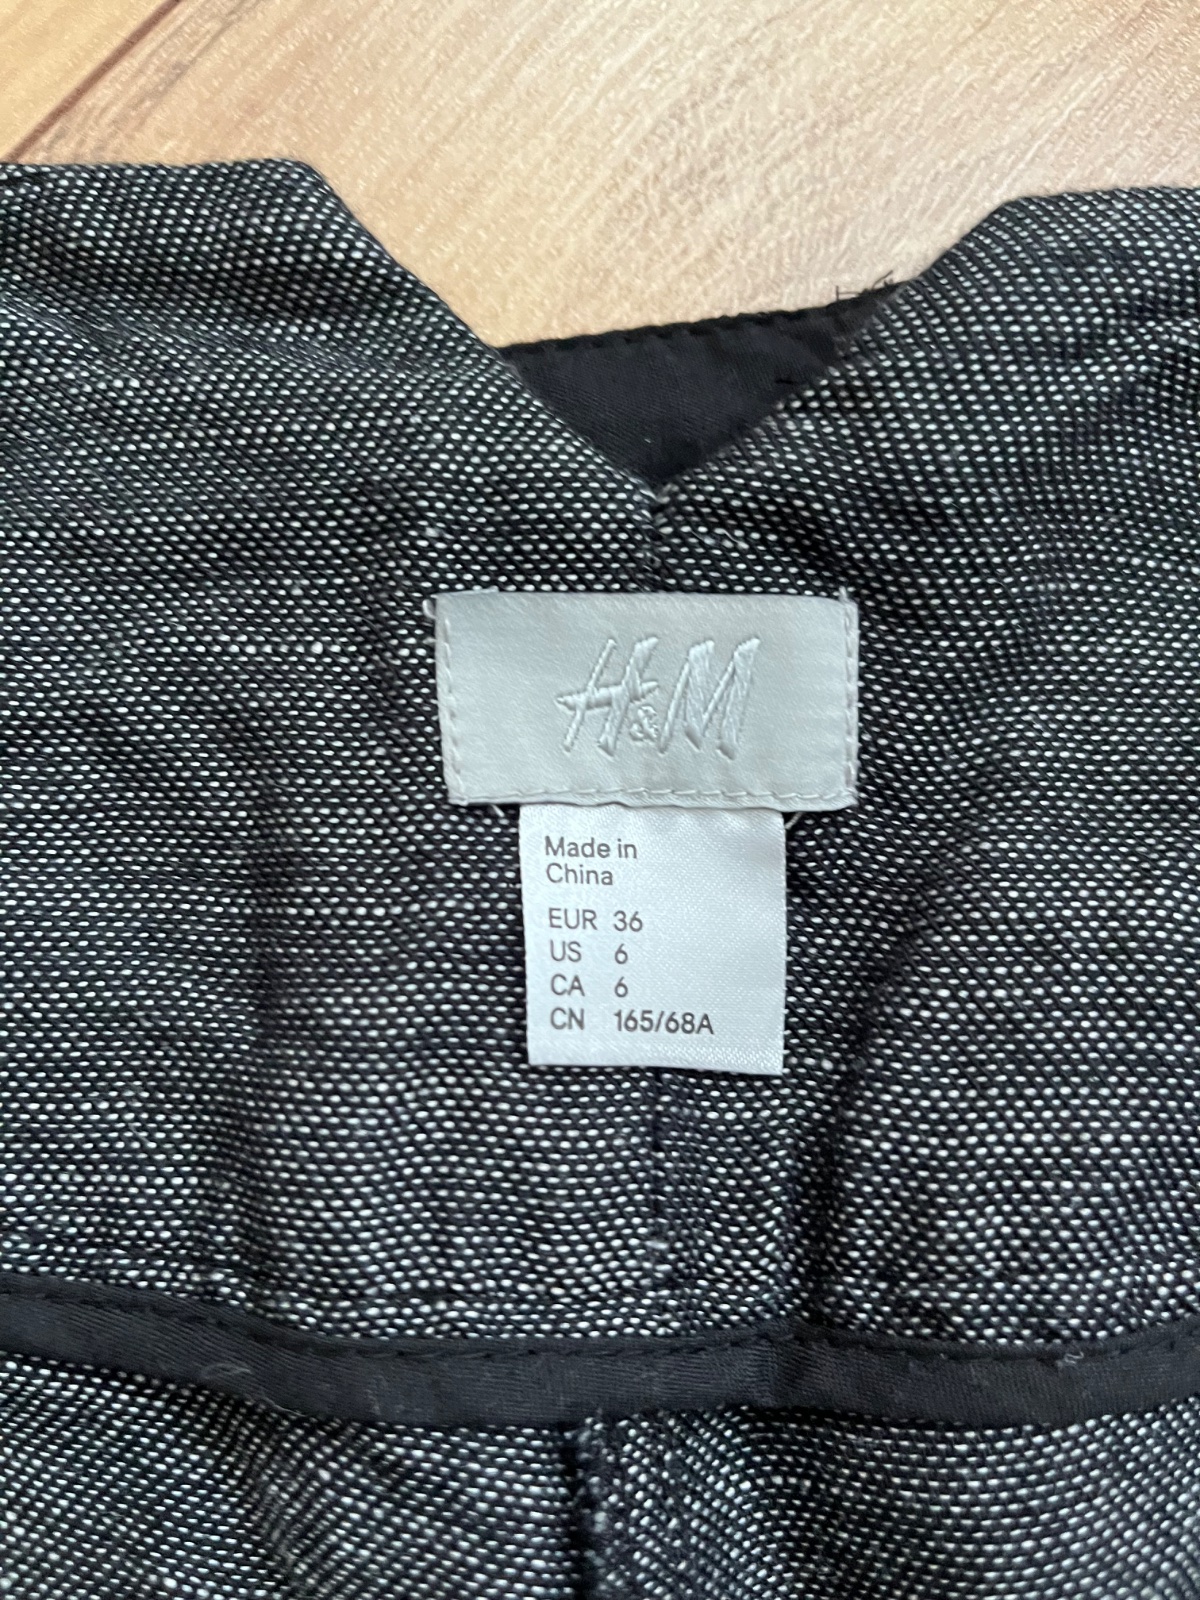 H&M
Made in
China
EUR 36
US 6
CA 6
CN 165/68A